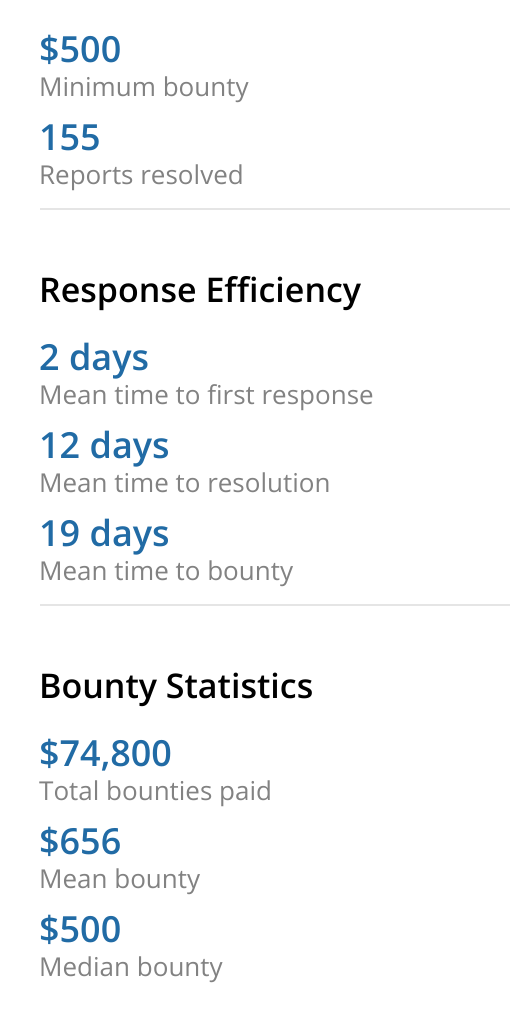 $500
Minimum bounty
155
Reports resolved
Response Efficiency
2 days
Mean time to first response
12 days
Mean time to resolution
19 days
Mean time to bounty
Bounty Statistics
$74,800
Total bounties paid
$656
Mean bounty
$500
Median bounty